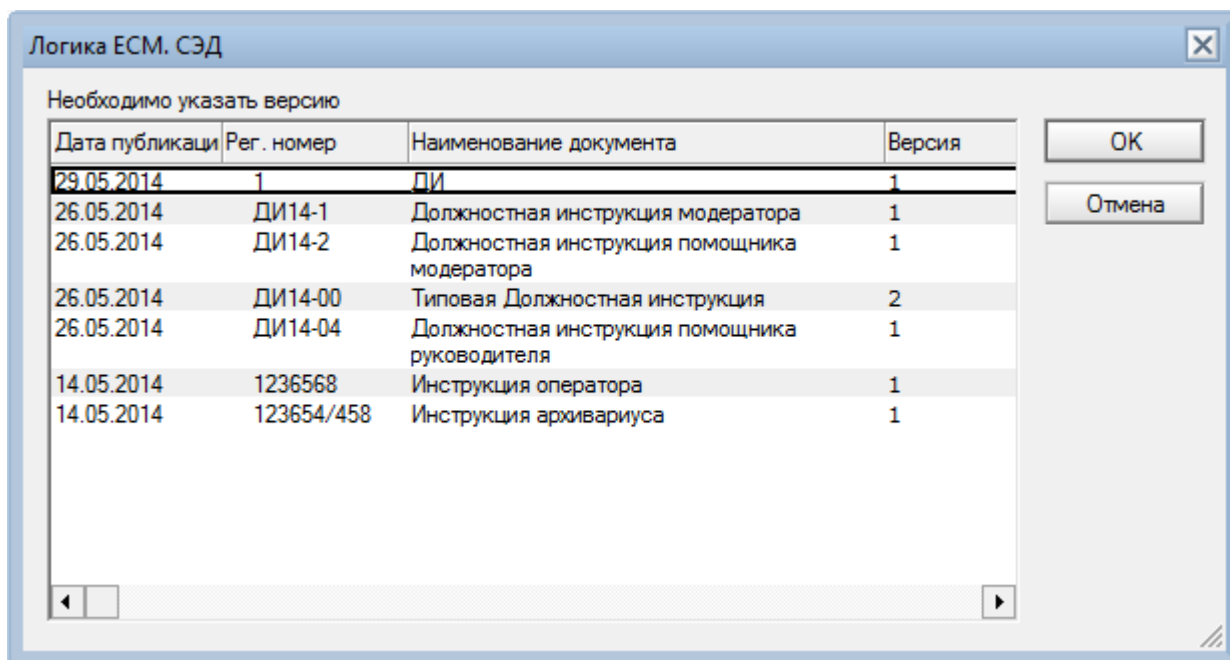 Логика ECM. СЭД
Необходимо указать версию
Дата публикаци Рег. номер Наименование документа Версия
OK
29.05.2014 1 ДИ 1
Отмена
26.05.2014 ДИ14-1 Должностная инструкция модератора 1
26.05.2014 ДИ14-2 Должностная инструкция помощника 1
модератора
26.05.2014 ДИ14-00 Типовая Должностная инструкция 2
26.05.2014 ДИ14-04 Должностная инструкция помощника 1
руководителя
14.05.2014 1236568 Инструкция оператора 1
14.05.2014 123654/458 Инструкция архивариуса 1